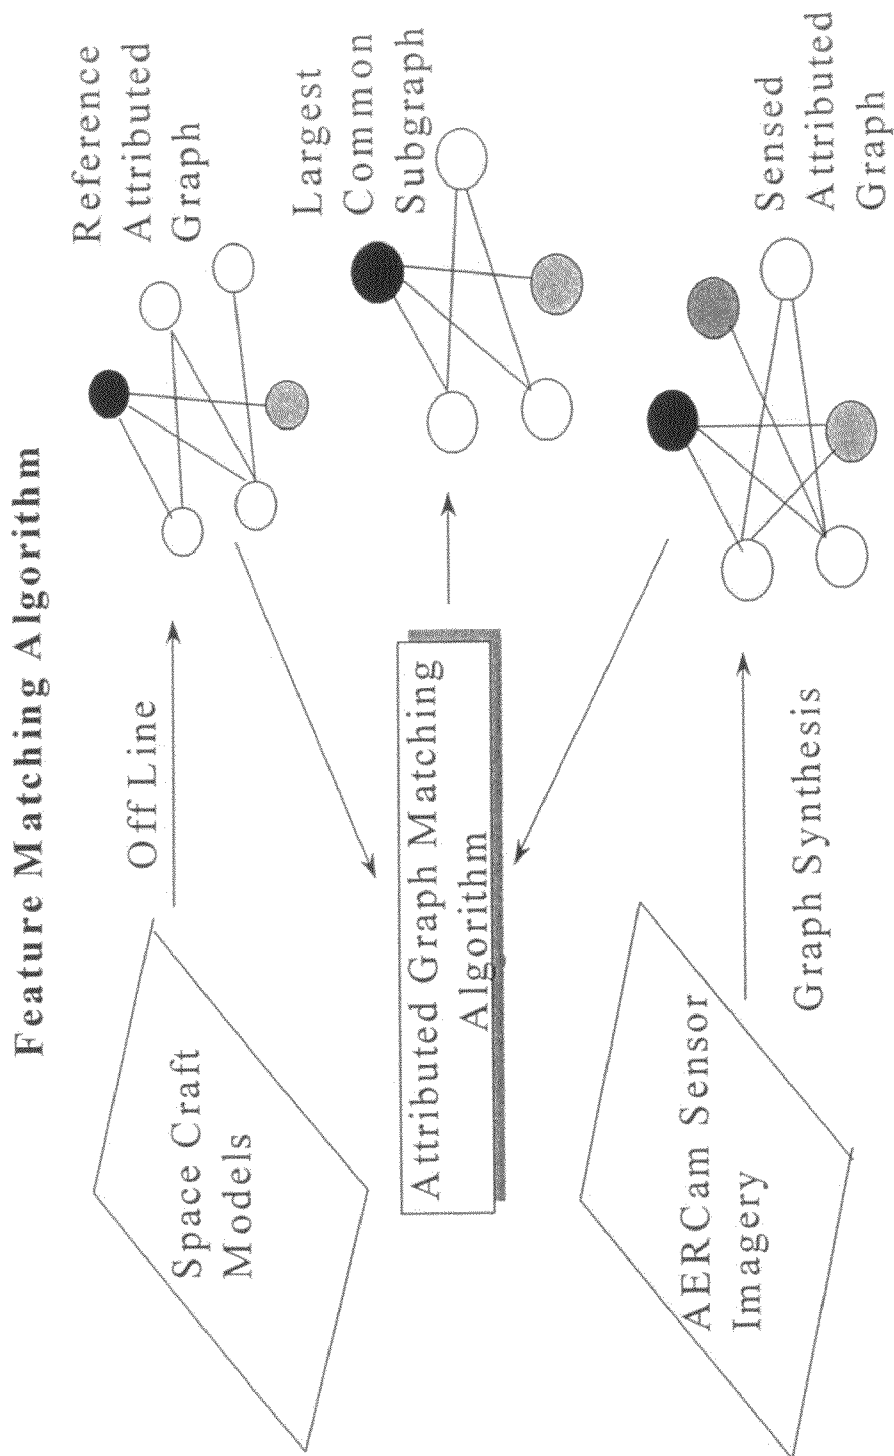 Feature Matching Algorithm
Space Craft
Models
Off Line
Reference
Attributed
Graph
Attributed Graph Matching
Algorithm
Largest
Common
Subgraph
AERCam Sensor
Imagery
Graph Synthesis
Sensed
Attributed
Graph